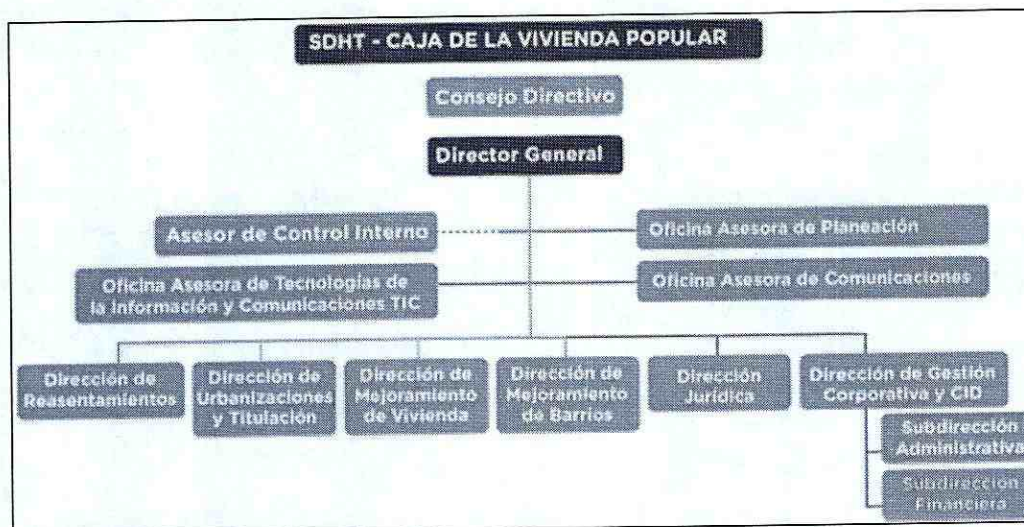 SDHT - CAJA DE LA VIVIENDA POPULAR
Consejo Directivo
Director General
Asesor de Control Interno
Oficina Asesora de Planeación
Oficina Asesora de Tecnologías de
la Información y Comunicaciones TIC
Oficina Asesora de Comunicaciones
Dirección de
Reasentamientos
Dirección de
Urbanizaciones
y Titulación
Dirección de
Mejoramiento
de Vivienda
Dirección de
Mejoramiento
de Barrios
Dirección
Jurídica
Dirección de Gestión
Corporativa y CID
Subdirección
Administrativa
Subdirección
Financiera